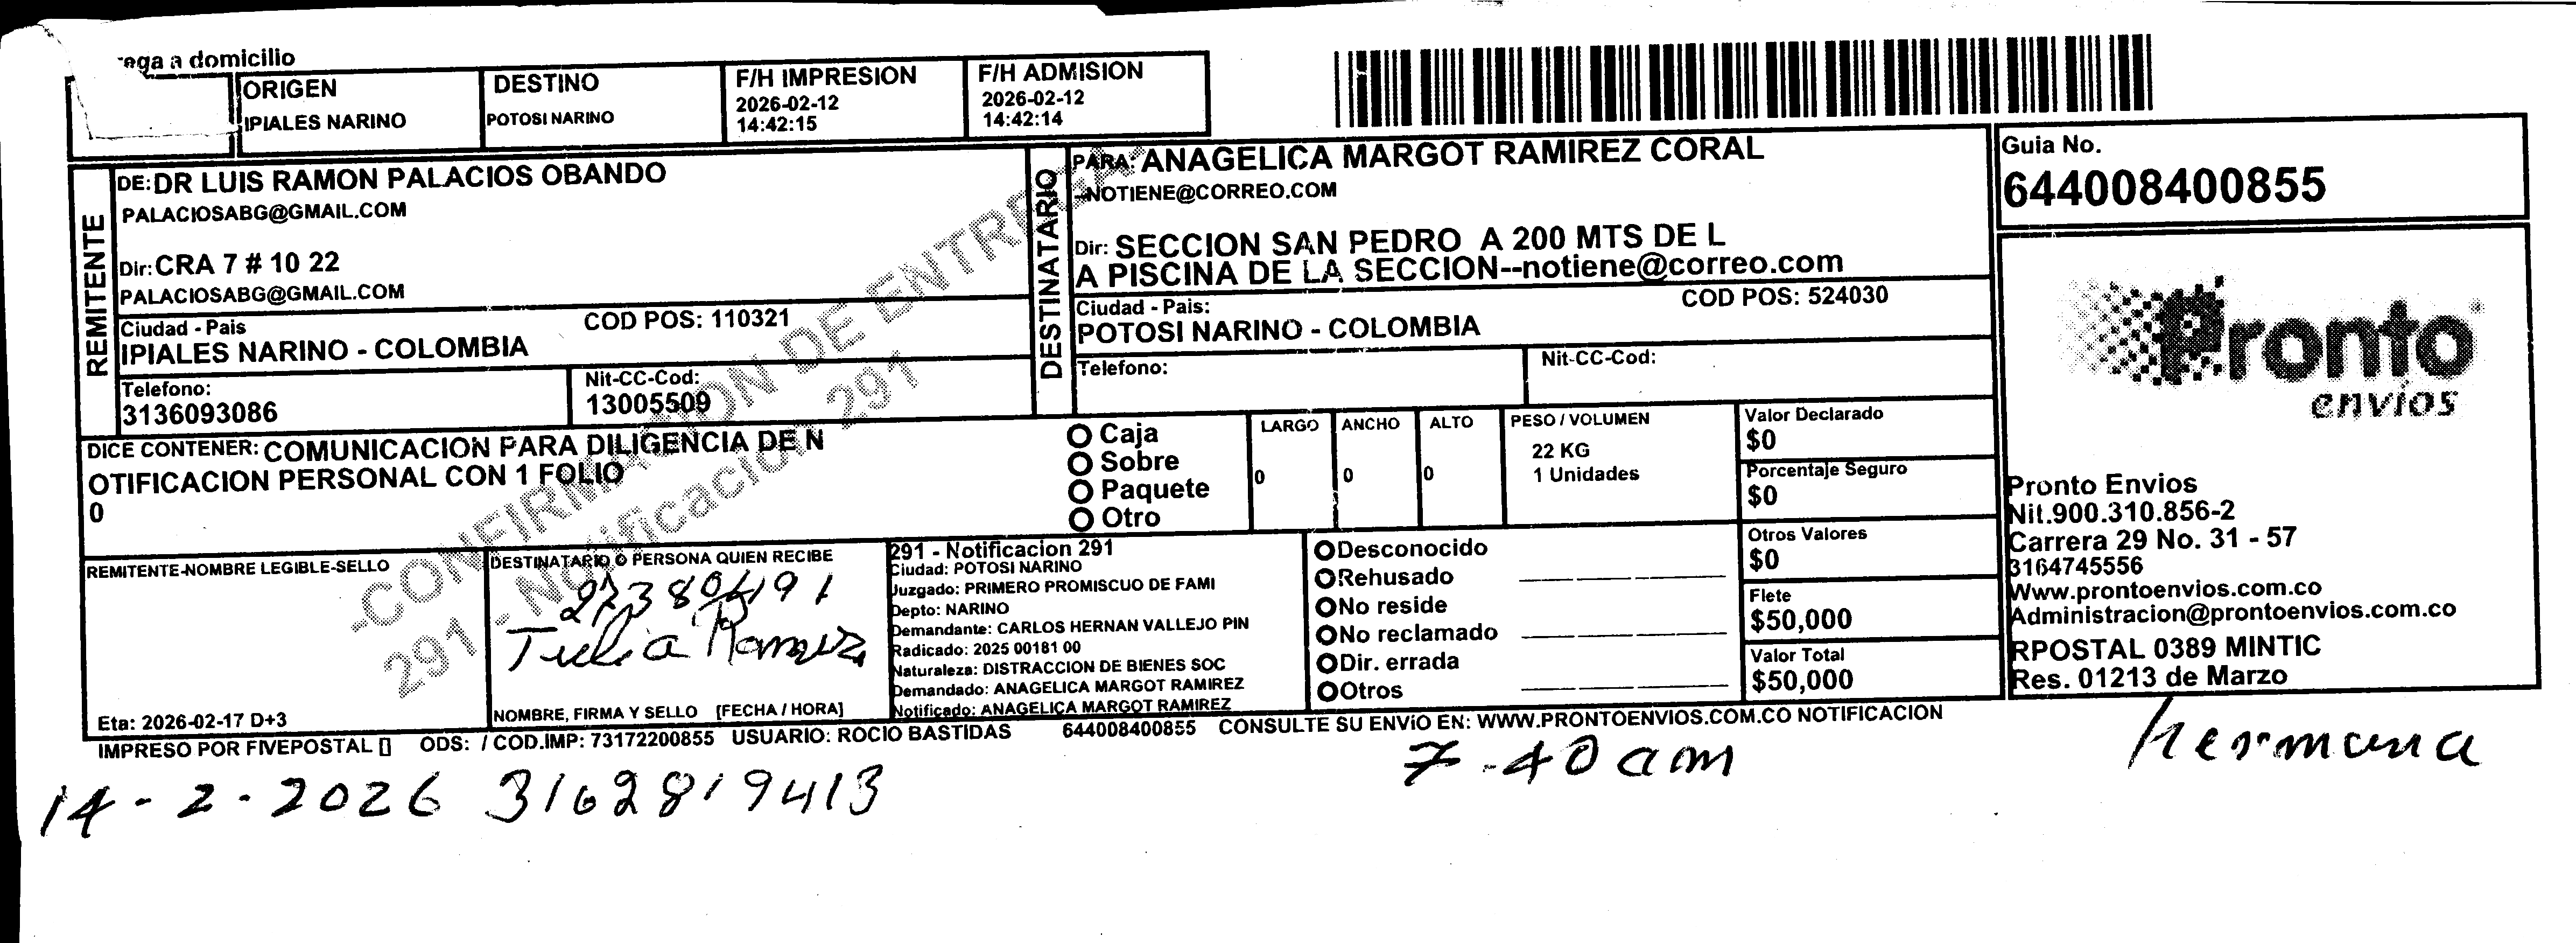 ega a domicilio
ORIGEN
IPIALES NARINO
DESTINO
POTOSI NARINO
F/H IMPRESION
2026-02-12
14:42:15
F/H ADMISION
2026-02-12
14:42:14
REMITENTE
DE: DR LUIS RAMON PALACIOS OBANDO
PALACIOSABG@GMAIL.COM
Dir: CRA 7 # 10 22
PALACIOSABG@GMAIL.COM
Ciudad - Pais
COD POS: 110321
IPIALES NARINO - COLOMBIA
Telefono:
3136093086
Nit-CC-Cod:
13005509
DESTINATARIO
PARA: ANAGELICA MARGOT RAMIREZ CORAL
--NOTIENE@CORREO.COM
Dir: SECCION SAN PEDRO A 200 MTS DE L
A PISCINA DE LA SECCION--notiene@correo.com
Ciudad - Pais:
COD POS: 524030
POTOSI NARINO - COLOMBIA
Telefono:
Nit-CC-Cod:
Guia No.
644008400855
Pronto
envíos
Pronto Envios
Nit.900.310.856-2
Carrera 29 No. 31 - 57
3164745556
Www.prontoenvios.com.co
Administracion@prontoenvios.com.co
RPOSTAL 0389 MINTIC
Res. 01213 de Marzo
DICE CONTENER: COMUNICACION PARA DILIGENCIA DE N
OTIFICACION PERSONAL CON 1 FOLIO
0
Caja
Sobre
Paquete
Otro
LARGO
0
ANCHO
0
ALTO
0
PESO / VOLUMEN
22 KG
1 Unidades
Valor Declarado
$0
Porcentaje Seguro
$0
Otros Valores
$0
Flete
$50,000
Valor Total
$50,000
-CONFIRMACION DE ENTREGA-
291 - Notificacion 291
REMITENTE-NOMBRE LEGIBLE-SELLO
Eta: 2026-02-17 D+3
DESTINATARIO O PERSONA QUIEN RECIBE
Ramirez
NOMBRE, FIRMA Y SELLO [FECHA / HORA]
291 - Notificacion 291
Ciudad: POTOSI NARINO
Juzgado: PRIMERO PROMISCUO DE FAMI
Depto: NARINO
Demandante: CARLOS HERNAN VALLEJO PIN
Radicado: 2025 00181 00
Naturaleza: DISTRACCION DE BIENES SOC
Demandado: ANAGELICA MARGOT RAMIREZ
Notificado: ANAGELICA MARGOT RAMIREZ
Desconocido
Rehusado
No reside
No reclamado
Dir. errada
Otros
IMPRESO POR FIVEPOSTAL [] ODS: / COD.IMP: 73172200855 USUARIO: ROCIO BASTIDAS 644008400855 CONSULTE SU ENVíO EN: WWW.PRONTOENVIOS.COM.CO NOTIFICACION
14-2-2026 3162819413
7-40 am
hermana